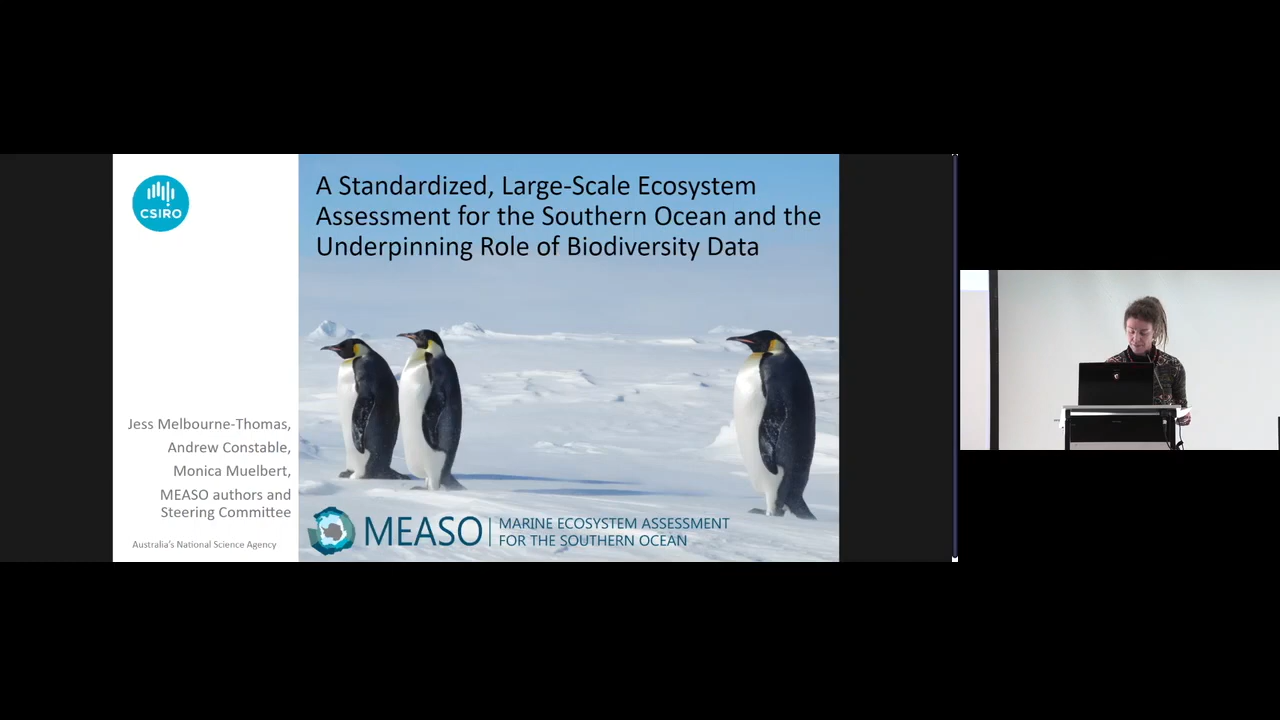 CSIRO
A Standardized, Large-Scale Ecosystem
Assessment for the Southern Ocean and the
Underpinning Role of Biodiversity Data
Jess Melbourne-Thomas,
Andrew Constable,
Monica Muelbert,
MEASO authors and
Steering Committee
Australia's National Science Agency
MEASO
MARINE ECOSYSTEM ASSESSMENT
FOR THE SOUTHERN OCEAN